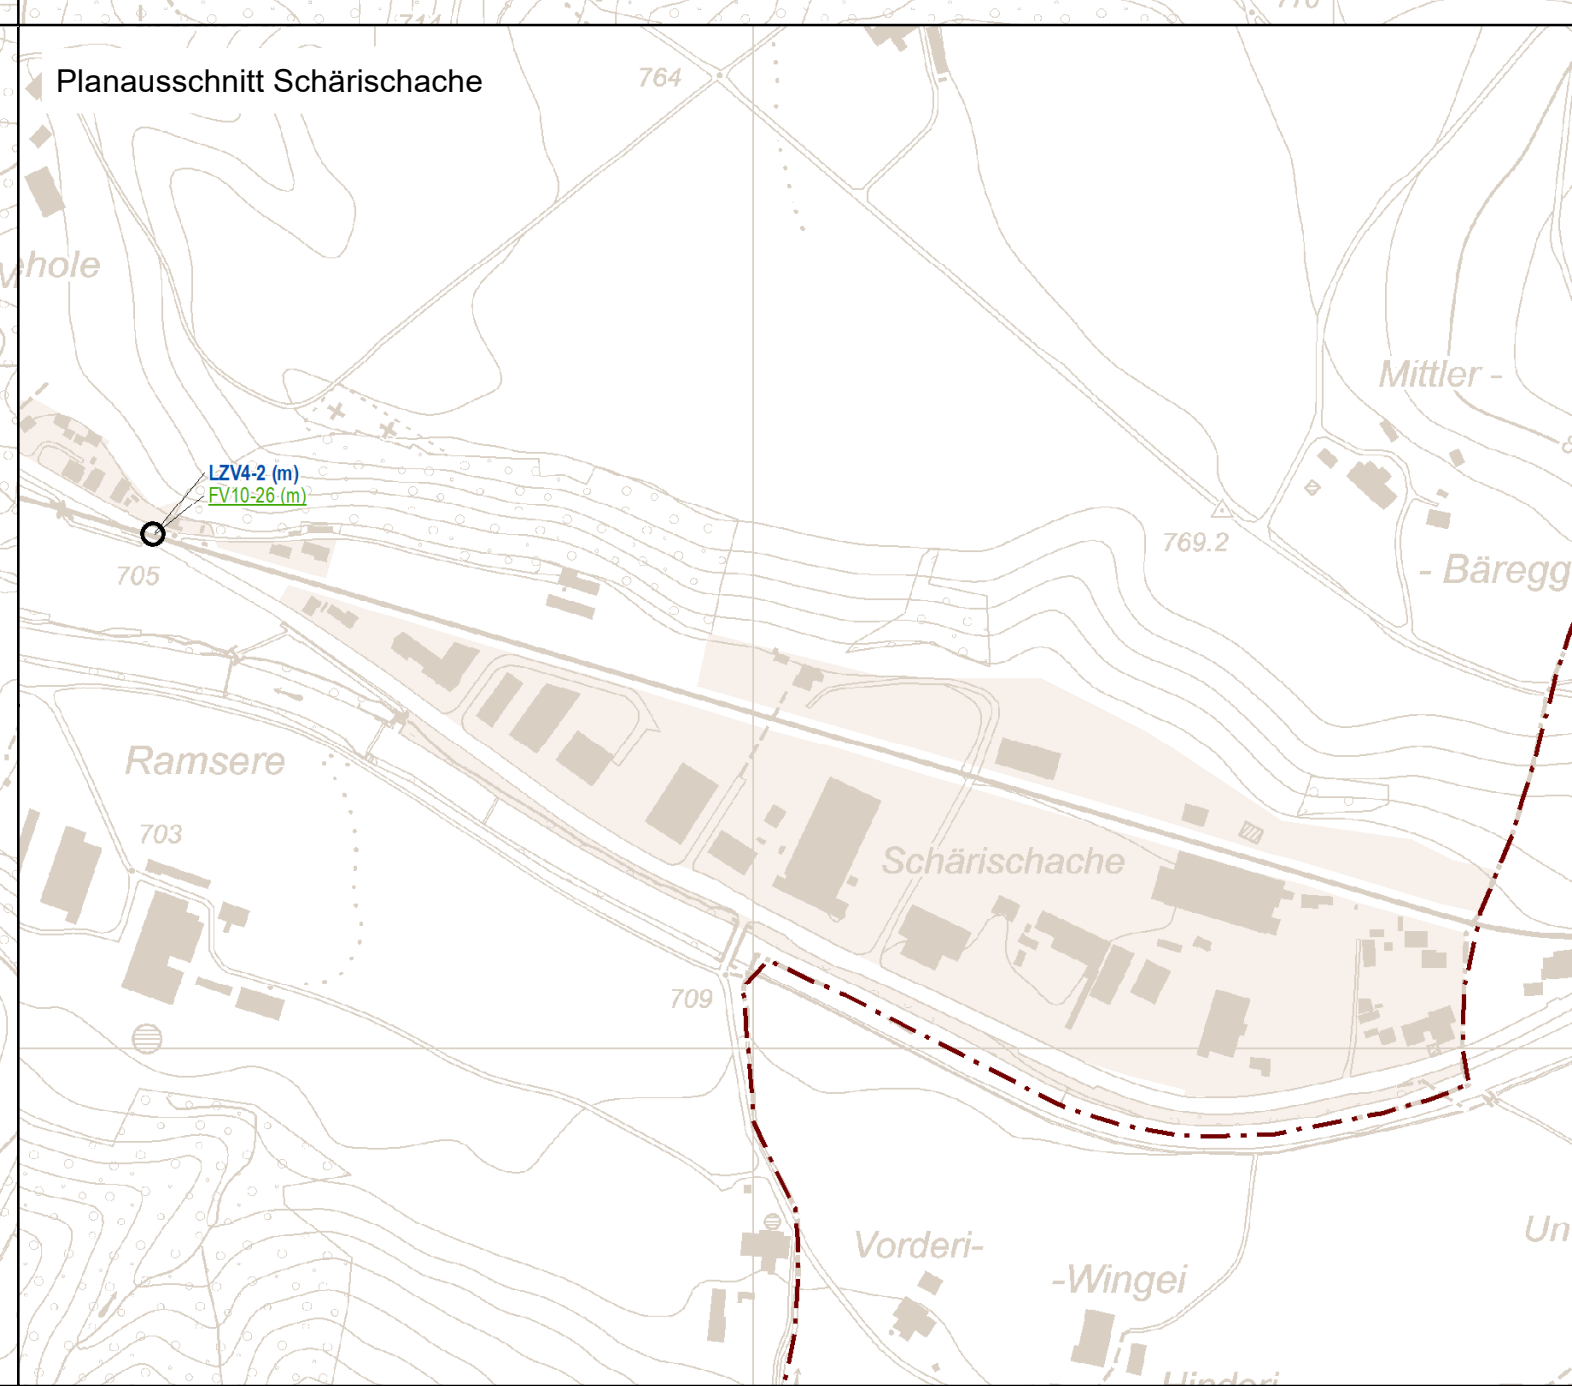 Planausschnitt Schärischache
764
hole
Mittler -
LZV4-2 (m)
FV10-26 (m)
769.2
- Bäregg
705
Ramsere
703
Schärischache
709
Vorderi-
-Wingei
Un